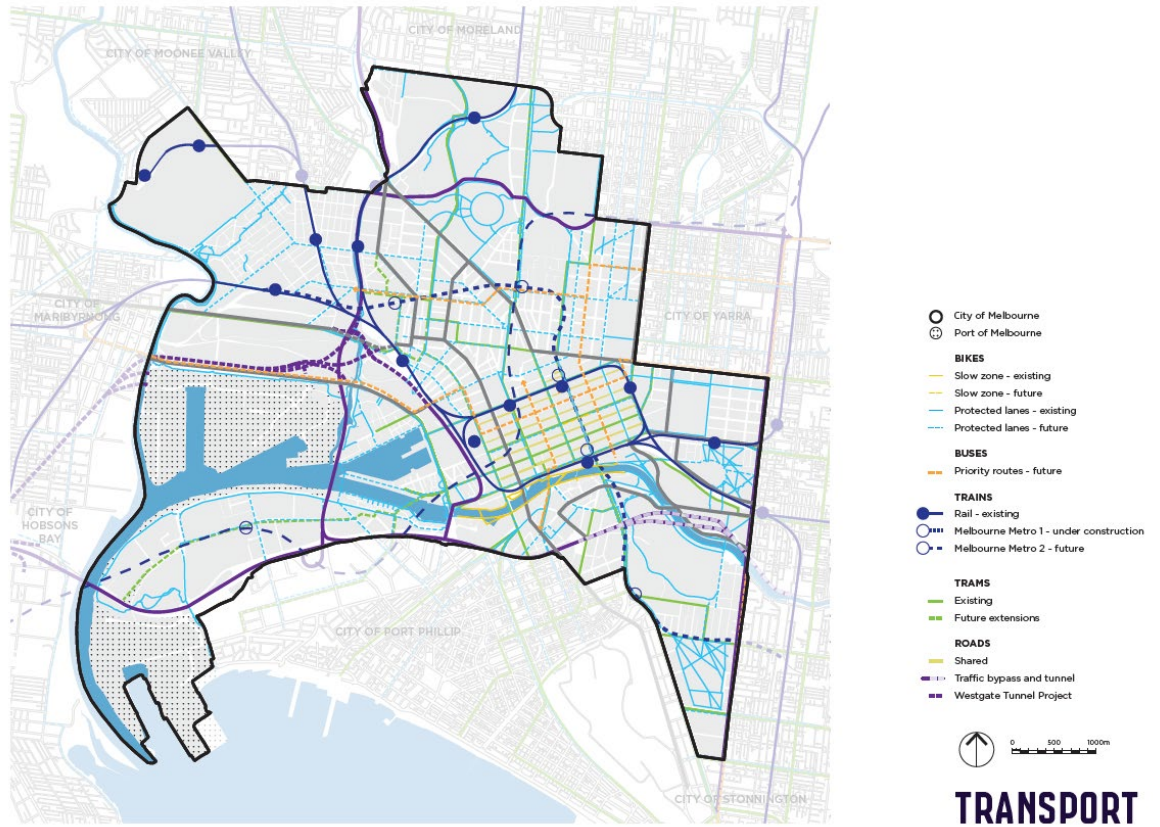 CITY OF MORELAND
CITY OF MOONEE VALLEY
CITY OF
MARIBYRNONG
CITY OF YARRA
CITY OF
HOBSONS
BAY
CITY OF PORT PHILLIP
CITY OF STONNINGTON
City of Melbourne
Port of Melbourne
BIKES
Slow zone - existing
Slow zone - future
Protected lanes - existing
Protected lanes - future
BUSES
Priority routes - future
TRAINS
Rail - existing
Melbourne Metro 1 - under construction
Melbourne Metro 2 - future
TRAMS
Existing
Future extensions
ROADS
Shared
Traffic bypass and tunnel
Westgate Tunnel Project
0 500 1000m
TRANSPORT